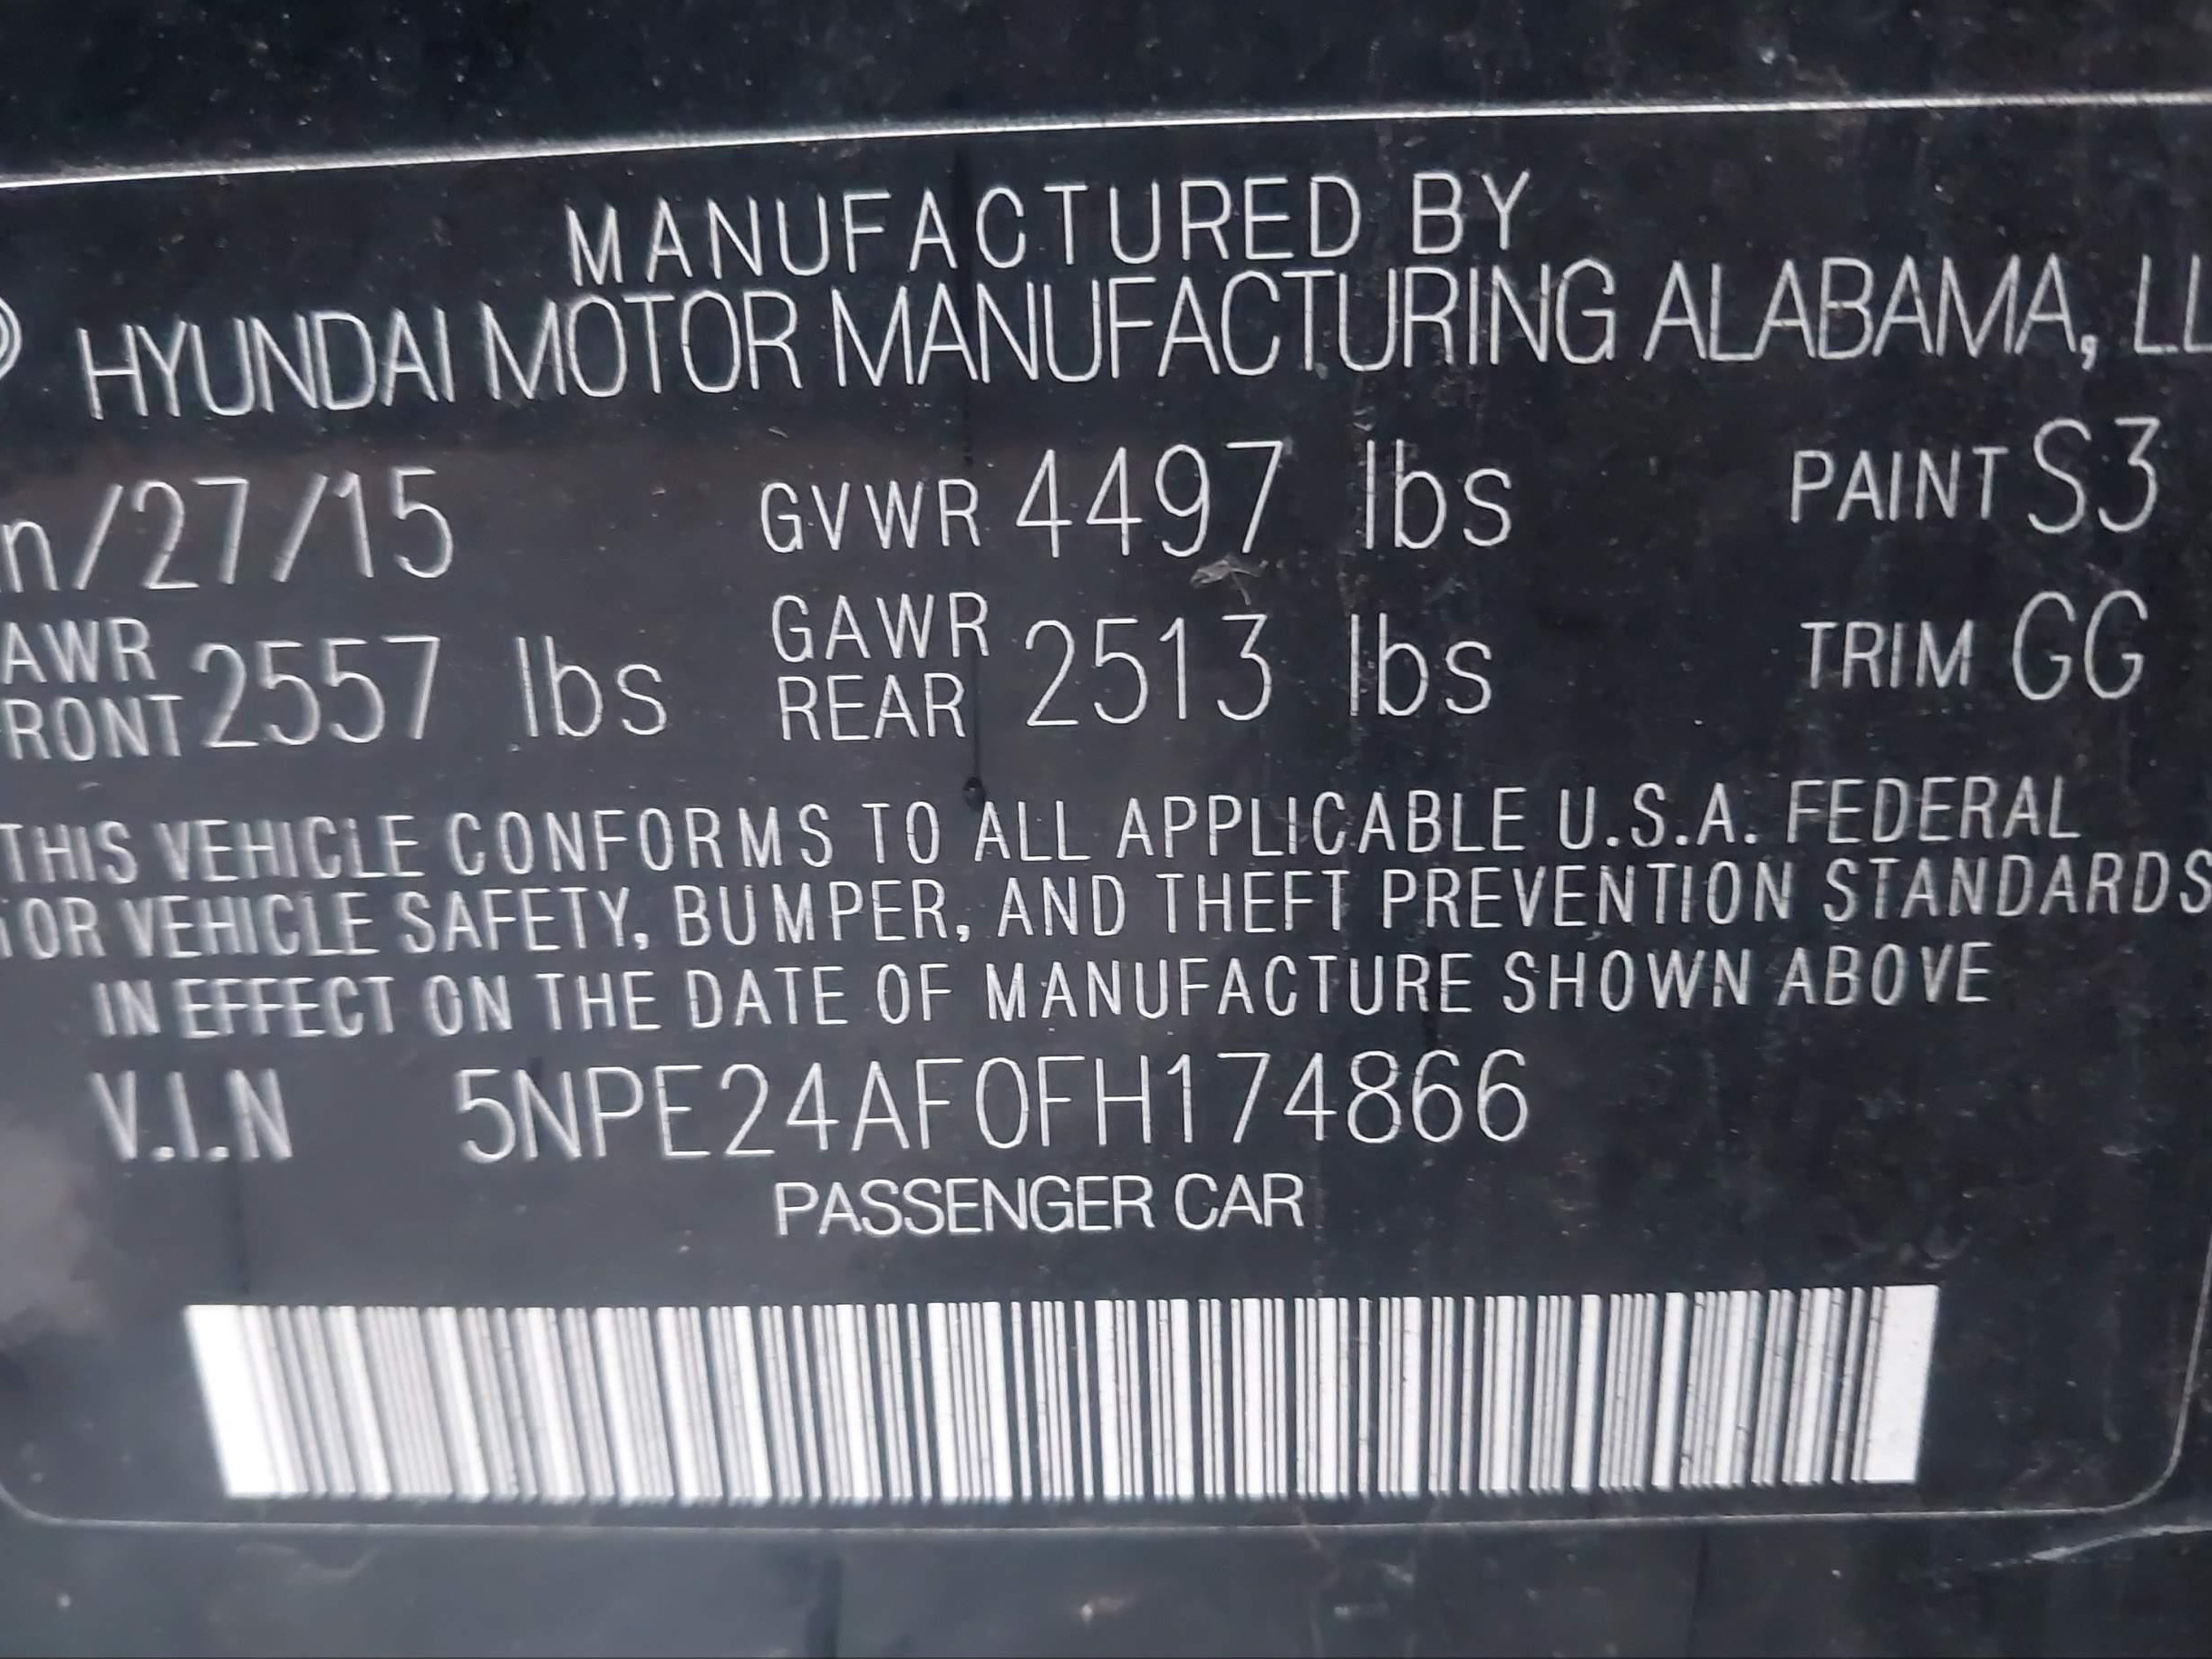 MANUFACTURED BY
HYUNDAI MOTOR MANUFACTURING ALABAMA, LL
n/27/15 GVWR 4497 lbs PAINT S3
AWR RONT 2557 lbs GAWR REAR 2513 lbs TRIM GG
THIS VEHICLE CONFORMS TO ALL APPLICABLE U.S.A. FEDERAL
TOR VEHICLE SAFETY, BUMPER, AND THEFT PREVENTION STANDARDS
IN EFFECT ON THE DATE OF MANUFACTURE SHOWN ABOVE
V.I.N 5NPE24AF0FH174866
PASSENGER CAR